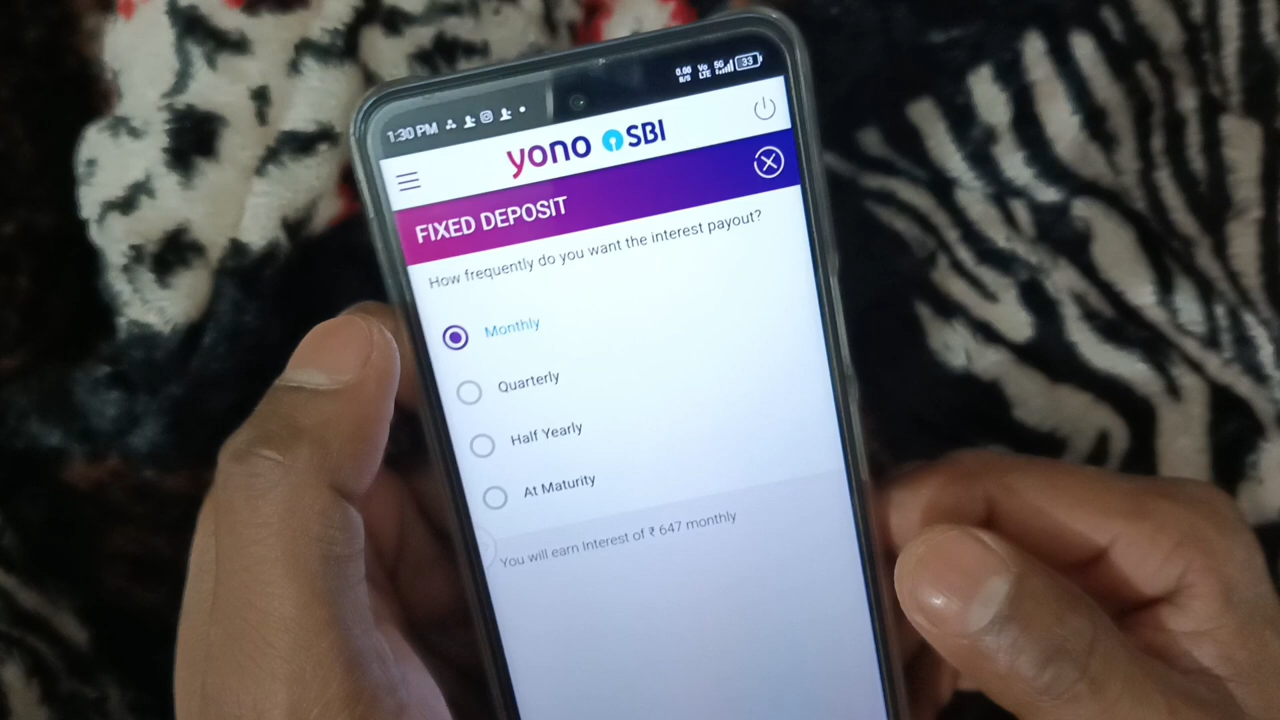 1:30 PM
0.00 B/S Vo LTE 5G 33
yono SBI
FIXED DEPOSIT
How frequently do you want the interest payout?
Monthly
Quarterly
Half Yearly
At Maturity
You will earn Interest of ₹ 647 monthly